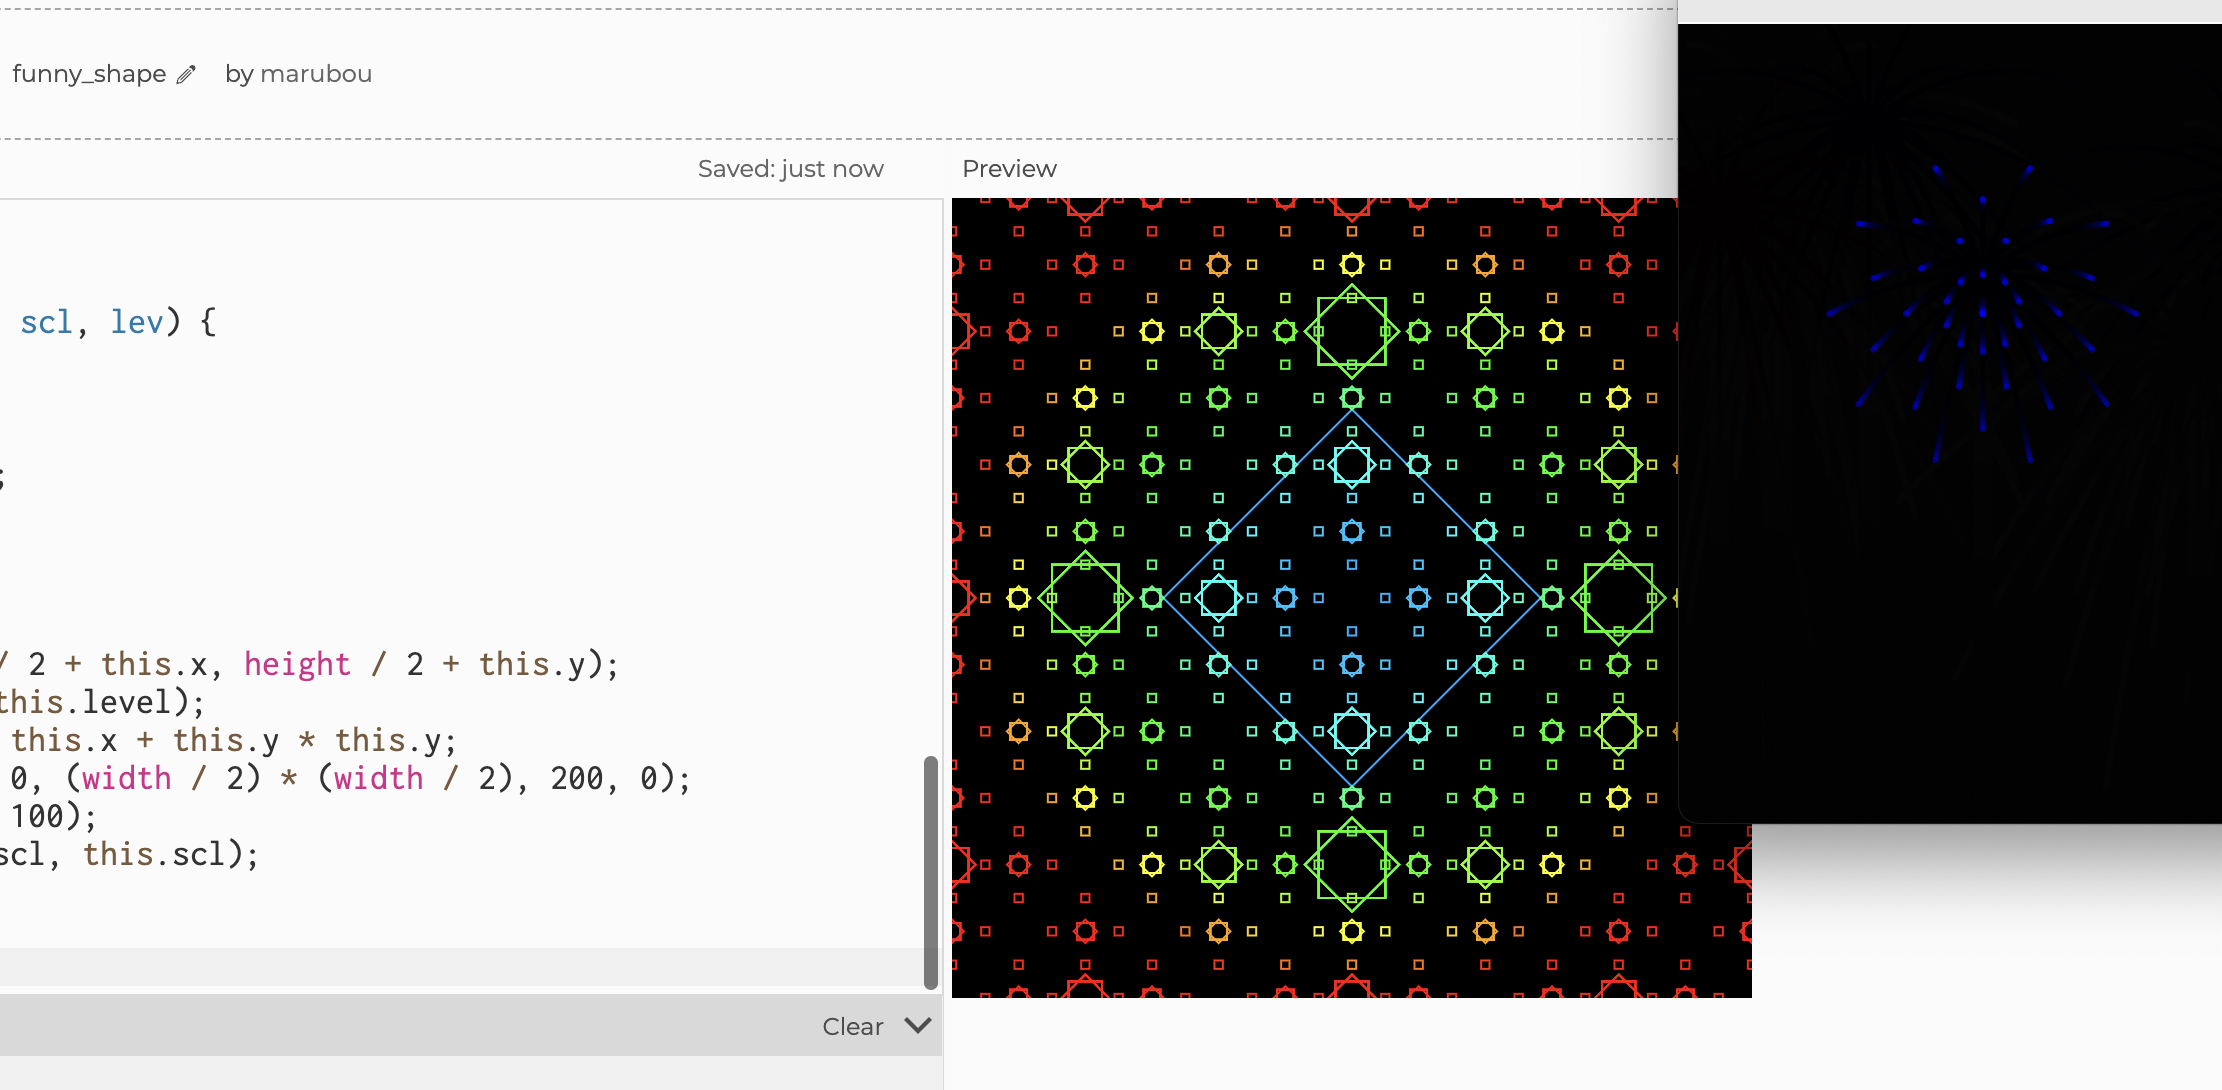 funny_shape by marubou
Saved: just now
Preview
scl, lev) {
;
/ 2 + this.x, height / 2 + this.y);
this.level);
this.x + this.y * this.y;
0, (width / 2) * (width / 2), 200, 0);
100);
scl, this.scl);
Clear